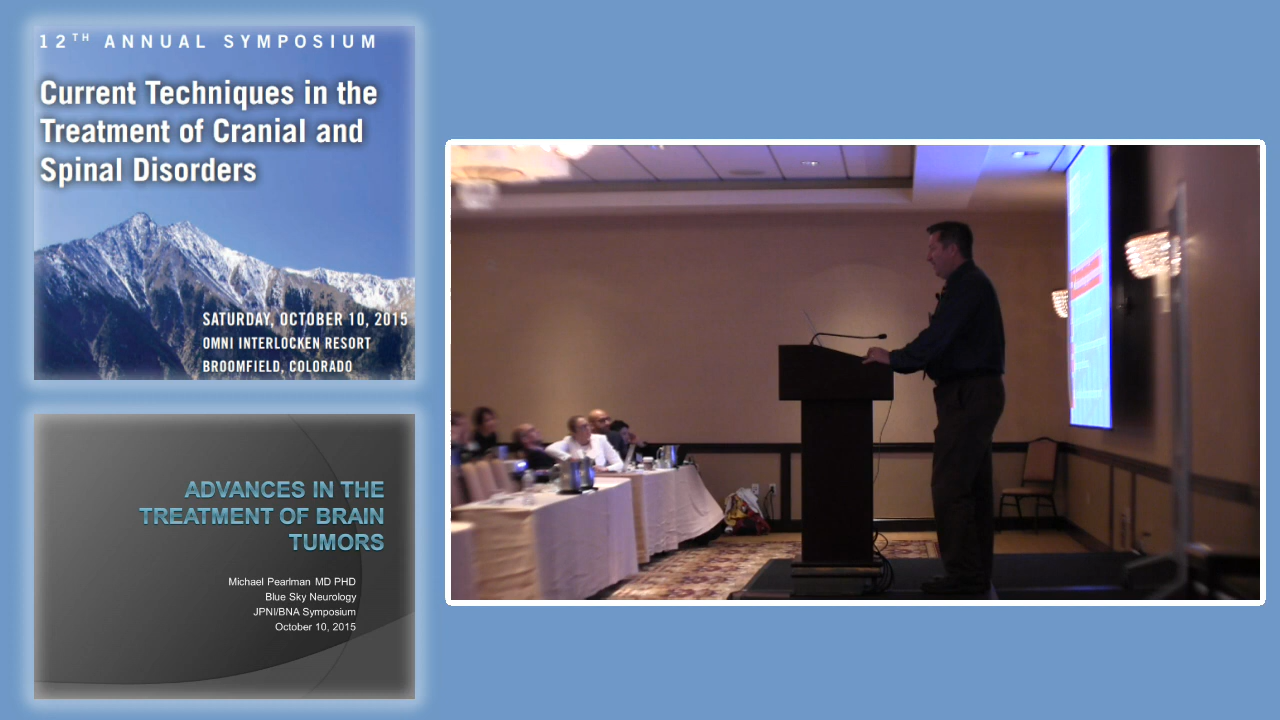 12TH ANNUAL SYMPOSIUM
Current Techniques in the
Treatment of Cranial and
Spinal Disorders
SATURDAY, OCTOBER 10, 2015
OMNI INTERLOCKEN RESORT
BROOMFIELD, COLORADO
ADVANCES IN THE
TREATMENT OF BRAIN
TUMORS
Michael Pearlman MD PHD
Blue Sky Neurology
JPNI/BNA Symposium
October 10, 2015